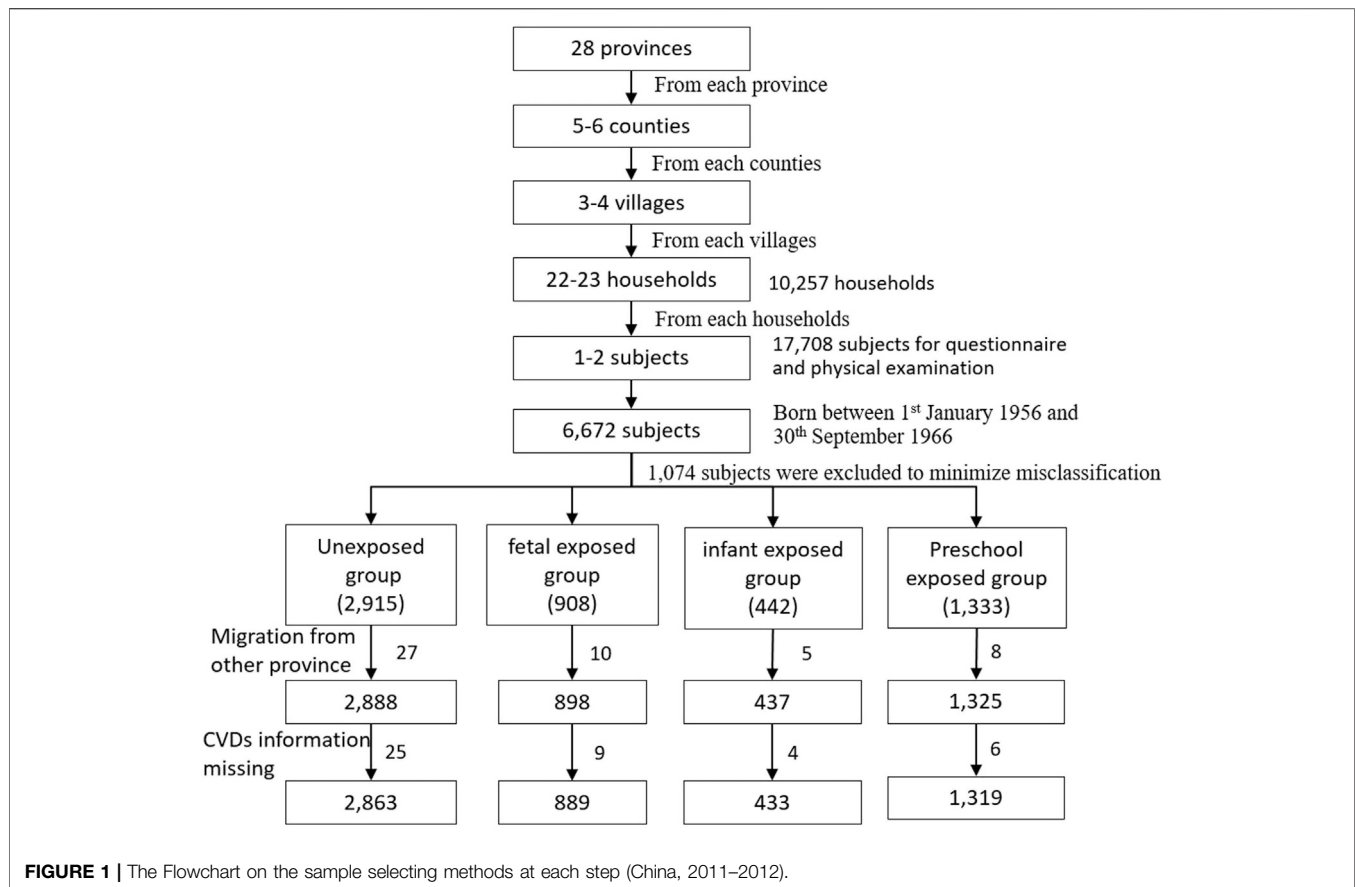 28 provinces
From each province
5-6 counties
From each counties
3-4 villages
From each villages
22-23 households
10,257 households
From each households
1-2 subjects
17,708 subjects for questionnaire
and physical examination
6,672 subjects
Born between 1st January 1956 and
30th September 1966
1,074 subjects were excluded to minimize misclassification
Unexposed
group
(2,915)
fetal exposed
group
(908)
infant exposed
group
(442)
Preschool
exposed group
(1,333)
Migration from
other province
27
10
5
8
2,888
898
437
1,325
CVDs information
missing
25
9
4
6
2,863
889
433
1,319
FIGURE 1 | The Flowchart on the sample selecting methods at each step (China, 2011–2012).